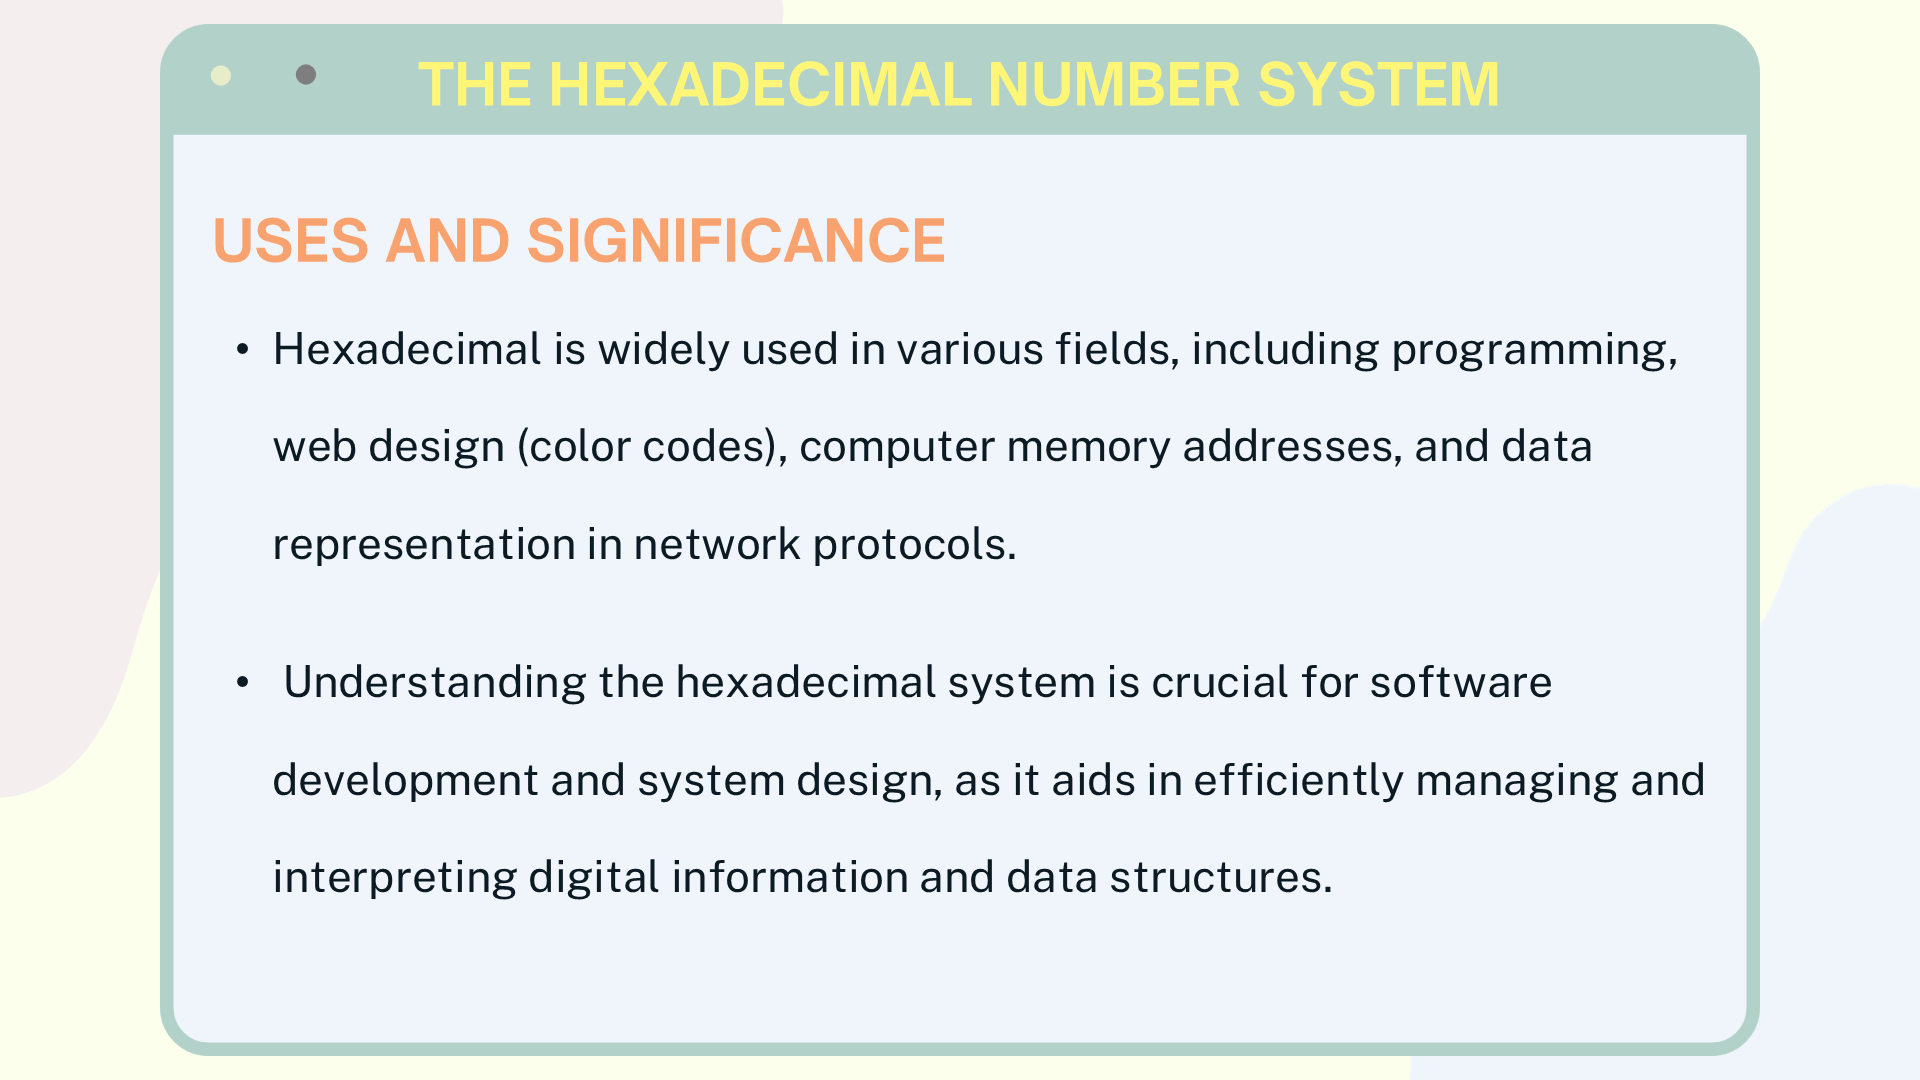 THE HEXADECIMAL NUMBER SYSTEM
USES AND SIGNIFICANCE
• Hexadecimal is widely used in various fields, including programming,
web design (color codes), computer memory addresses, and data
representation in network protocols.
• Understanding the hexadecimal system is crucial for software
development and system design, as it aids in efficiently managing and
interpreting digital information and data structures.